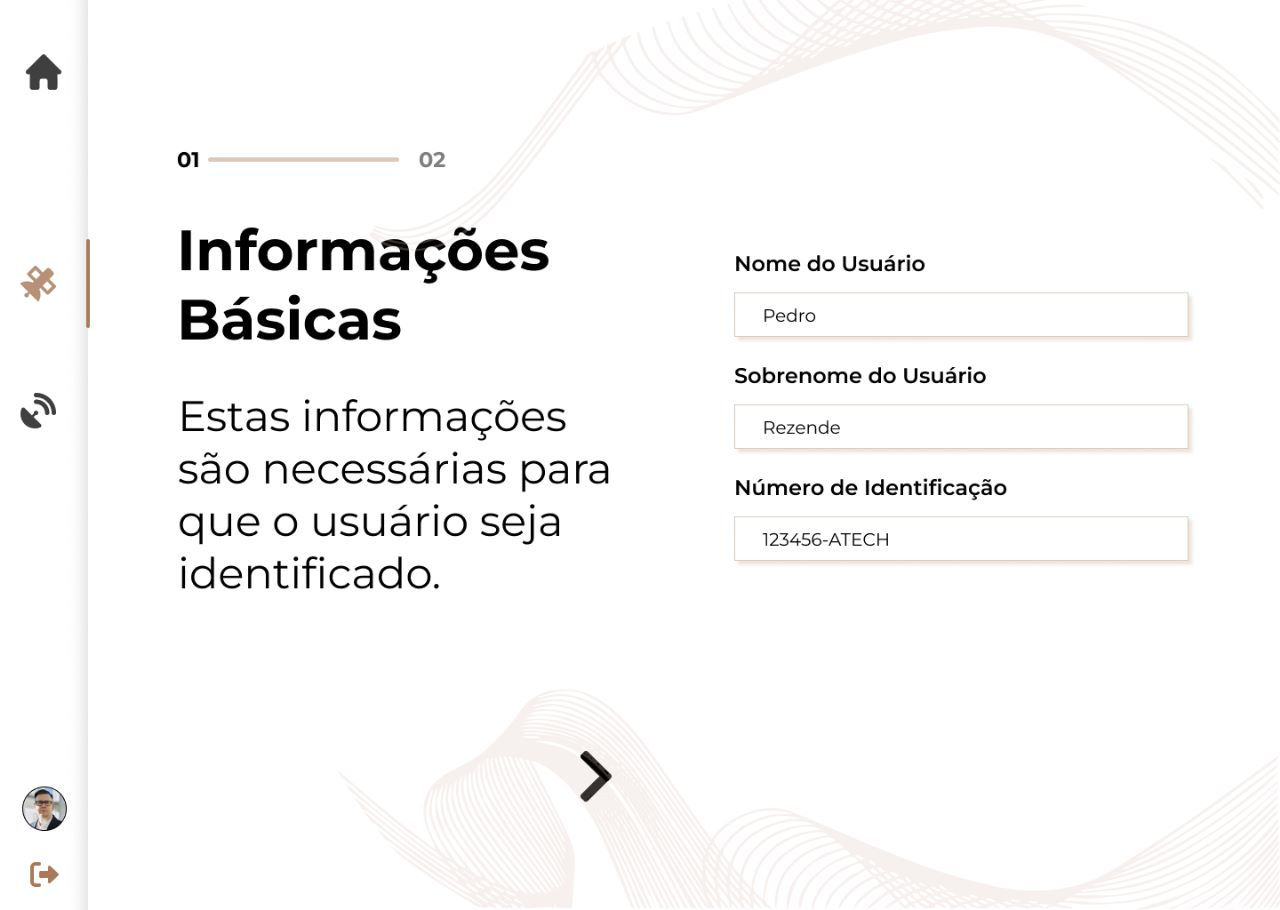 01 02
Informações
Básicas
Estas informações
são necessárias para
que o usuário seja
identificado.
Nome do Usuário
Pedro
Sobrenome do Usuário
Rezende
Número de Identificação
123456-ATECH